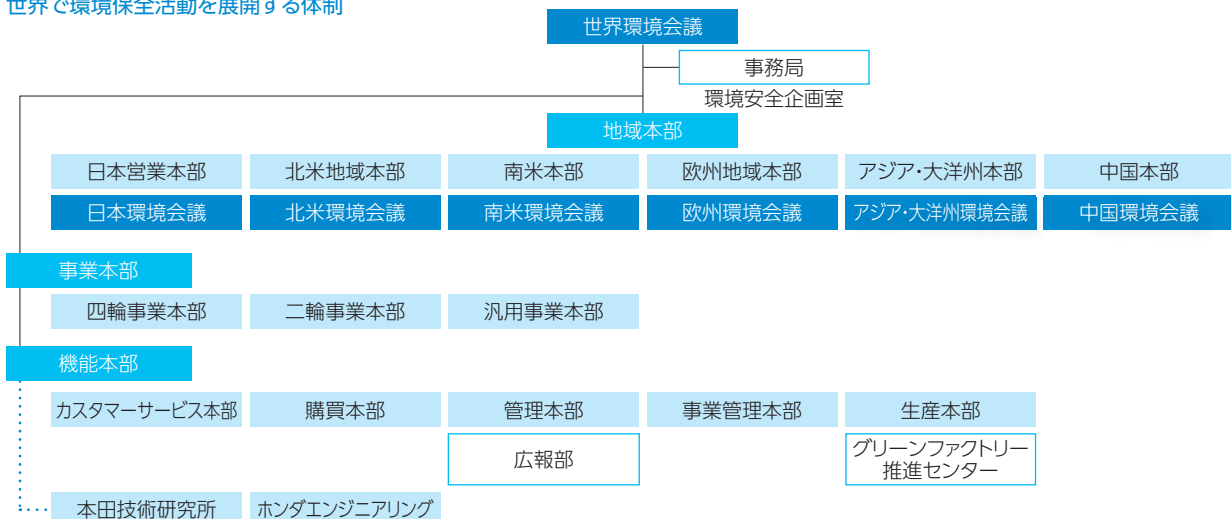 世界で環境保全活動を展開する体制
世界環境会議
事務局
環境安全企画室
地域本部
日本営業本部 北米地域本部 南米本部 欧州地域本部 アジア・大洋州本部 中国本部
日本環境会議 北米環境会議 南米環境会議 欧州環境会議 アジア・大洋州環境会議 中国環境会議
事業本部
四輪事業本部 二輪事業本部 汎用事業本部
機能本部
カスタマーサービス本部 購買本部 管理本部 事業管理本部 生産本部
広報部
グリーンファクトリー
推進センター
本田技術研究所 ホンダエンジニアリング